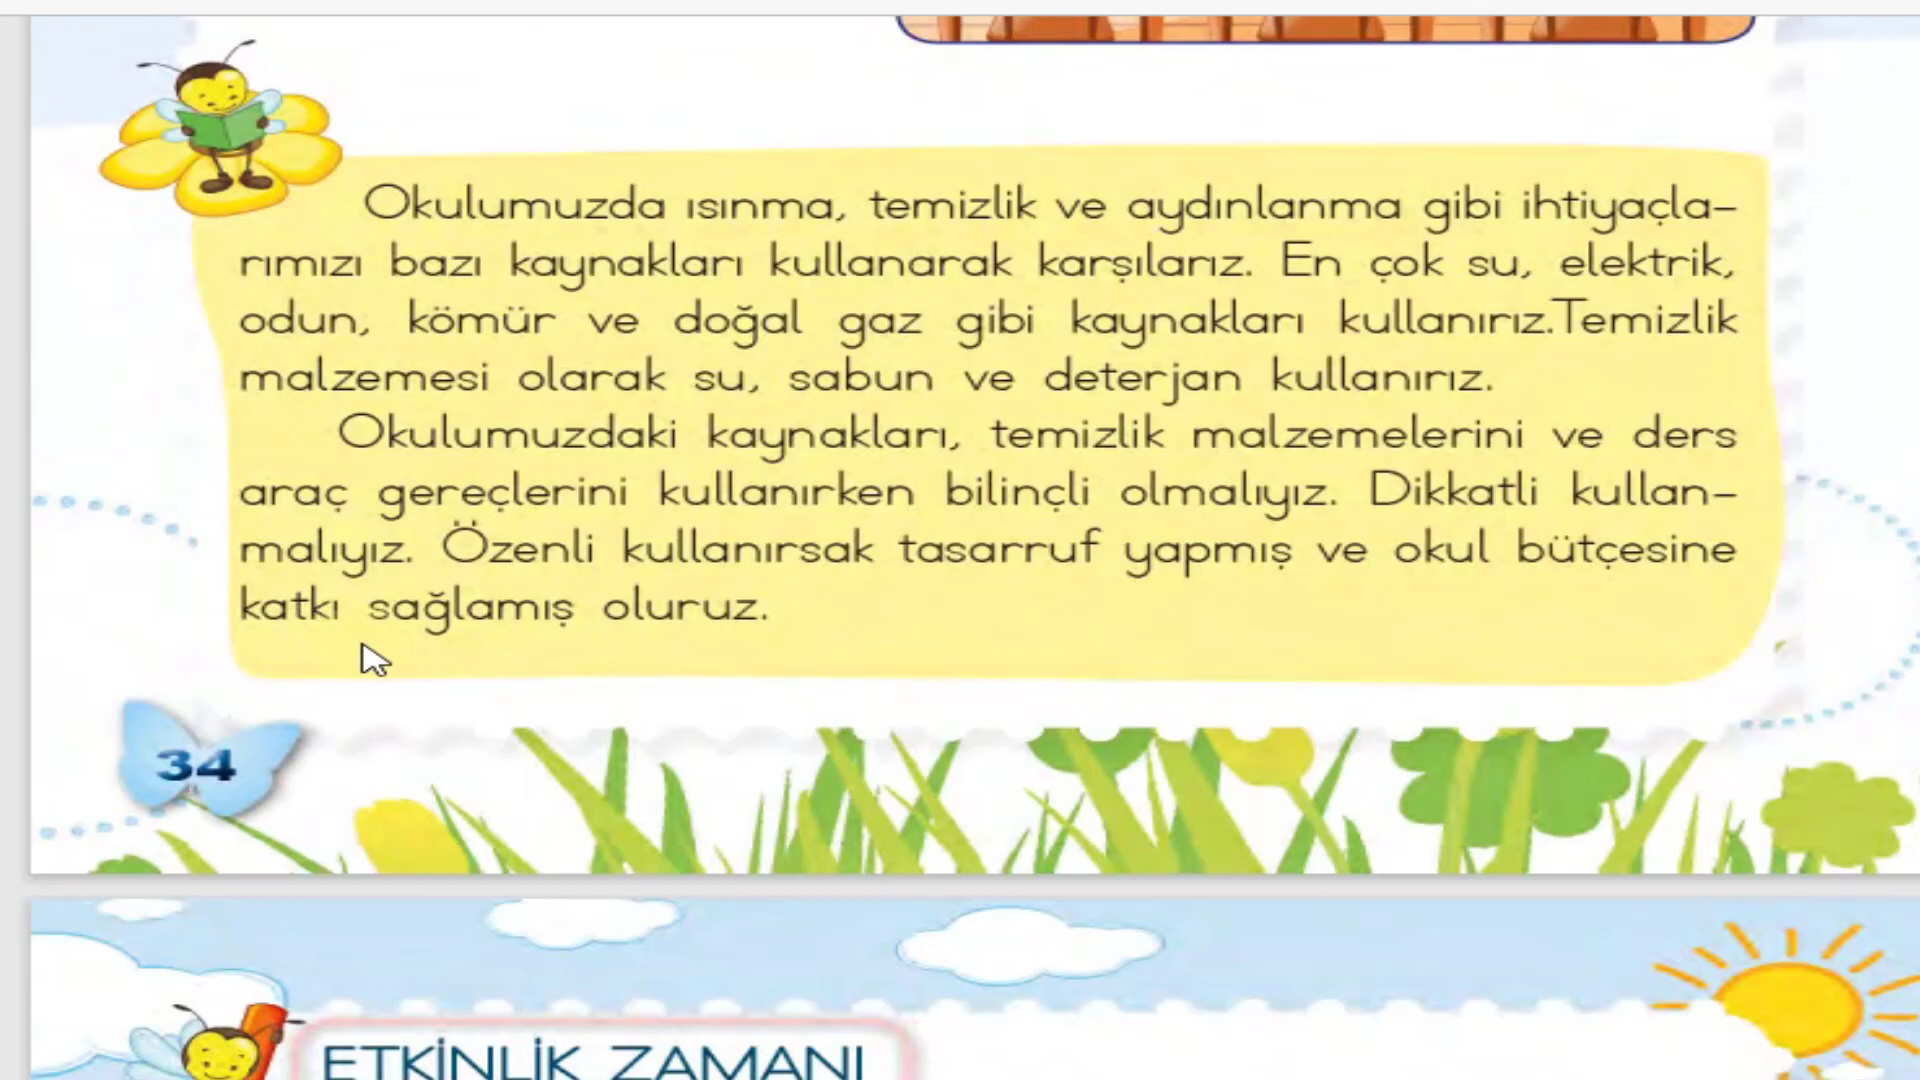 Okulumuzda ısınma, temizlik ve aydınlanma gibi ihtiyaçla-
rımızı bazı kaynakları kullanarak karşılarız. En çok su, elektrik,
odun, kömür ve doğal gaz gibi kaynakları kullanırız.Temizlik
malzemesi olarak su, sabun ve deterjan kullanırız.
Okulumuzdaki kaynakları, temizlik malzemelerini ve ders
araç gereçlerini kullanırken bilinçli olmalıyız. Dikkatli kullan-
malıyız. Özenli kullanırsak tasarruf yapmış ve okul bütçesine
katkı sağlamış oluruz.
34
ETKİNLİK ZAMANI